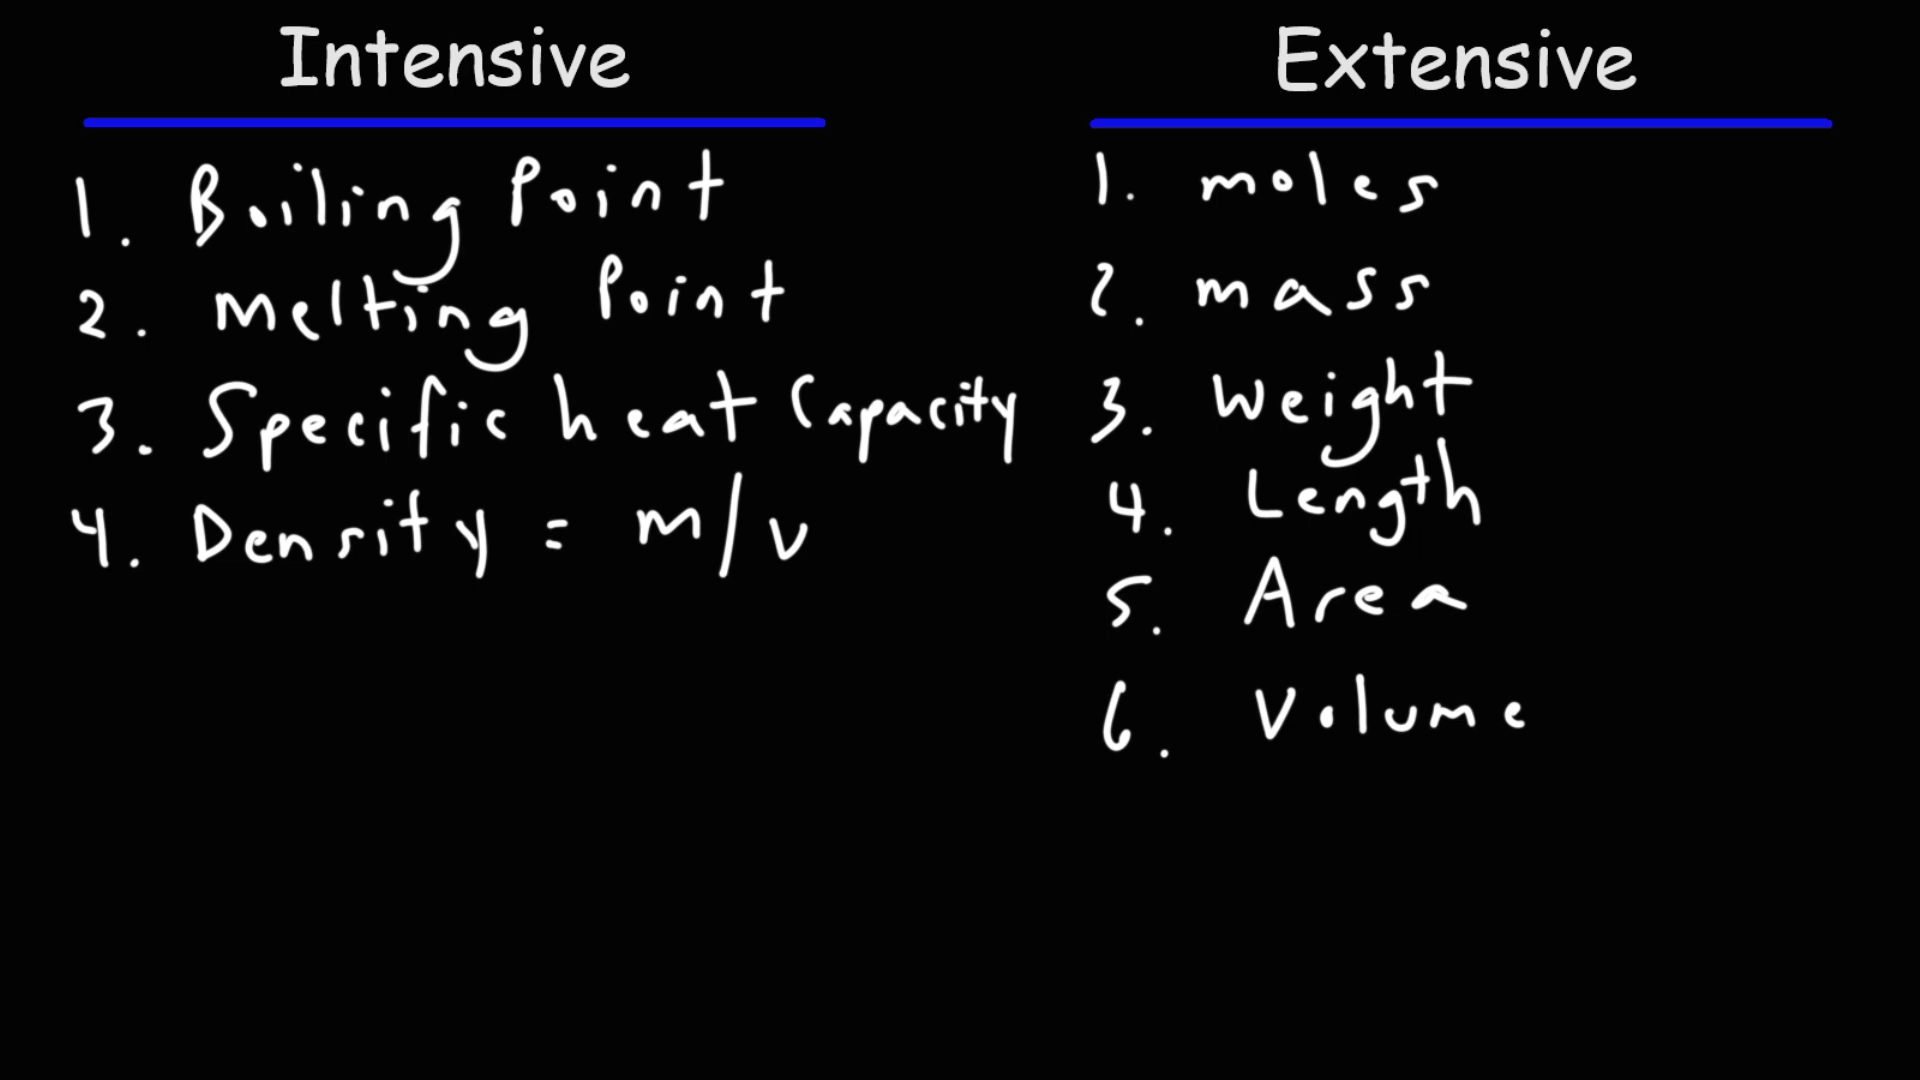 Intensive
1. Boiling Point
2. Melting Point
3. Specific heat Capacity
4. Density = m/v
Extensive
1. moles
2. mass
3. Weight
4. Length
5. Area
6. Volume